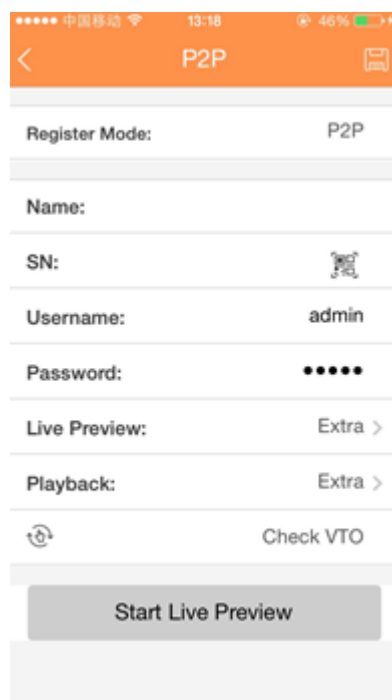 中国移动 13:18 46%
P2P
Register Mode: P2P
Name:
SN:
Username: admin
Password: •••••
Live Preview: Extra
Playback: Extra
Check VTO
Start Live Preview